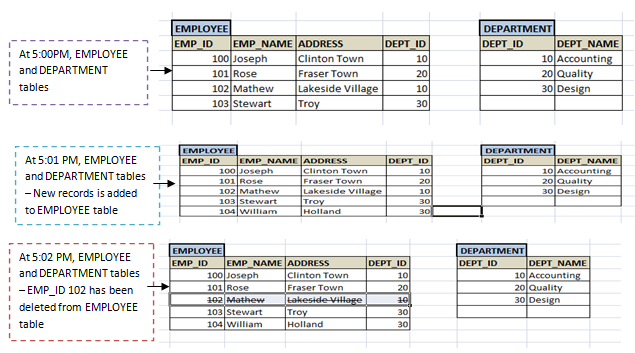 At 5:00PM, EMPLOYEE
and DEPARTMENT
tables
EMPLOYEE
EMP_ID EMP_NAME ADDRESS DEPT_ID
100 Joseph Clinton Town 10
101 Rose Fraser Town 20
102 Mathew Lakeside Village 10
103 Stewart Troy 30
DEPARTMENT
DEPT_ID DEPT_NAME
10 Accounting
20 Quality
30 Design
At 5:01 PM, EMPLOYEE
and DEPARTMENT tables
– New records is added
to EMPLOYEE table
EMPLOYEE
EMP_ID EMP_NAME ADDRESS DEPT_ID
100 Joseph Clinton Town 10
101 Rose Fraser Town 20
102 Mathew Lakeside Village 10
103 Stewart Troy 30
104 William Holland 30
DEPARTMENT
DEPT_ID DEPT_NAME
10 Accounting
20 Quality
30 Design
At 5:02 PM, EMPLOYEE
and DEPARTMENT tables
– EMP_ID 102 has been
deleted from EMPLOYEE
table
EMPLOYEE
EMP_ID EMP_NAME ADDRESS DEPT_ID
100 Joseph Clinton Town 10
101 Rose Fraser Town 20
102 Mathew Lakeside Village 10
103 Stewart Troy 30
104 William Holland 30
DEPARTMENT
DEPT_ID DEPT_NAME
10 Accounting
20 Quality
30 Design